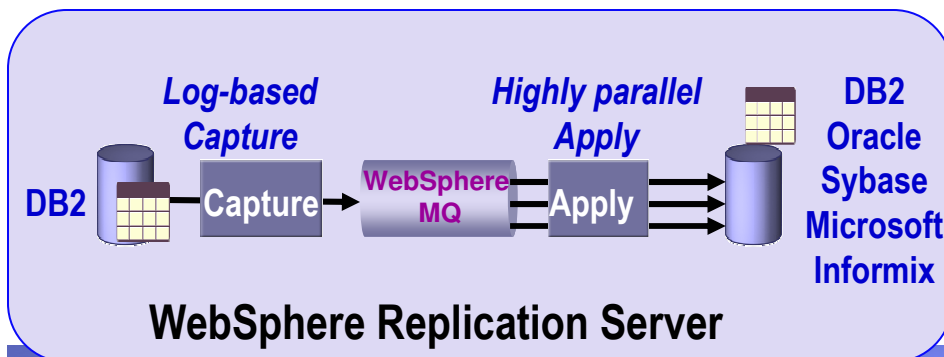 Log-based
Capture
Highly parallel
Apply
DB2
Capture
WebSphere
MQ
Apply
DB2
Oracle
Sybase
Microsoft
Informix
WebSphere Replication Server